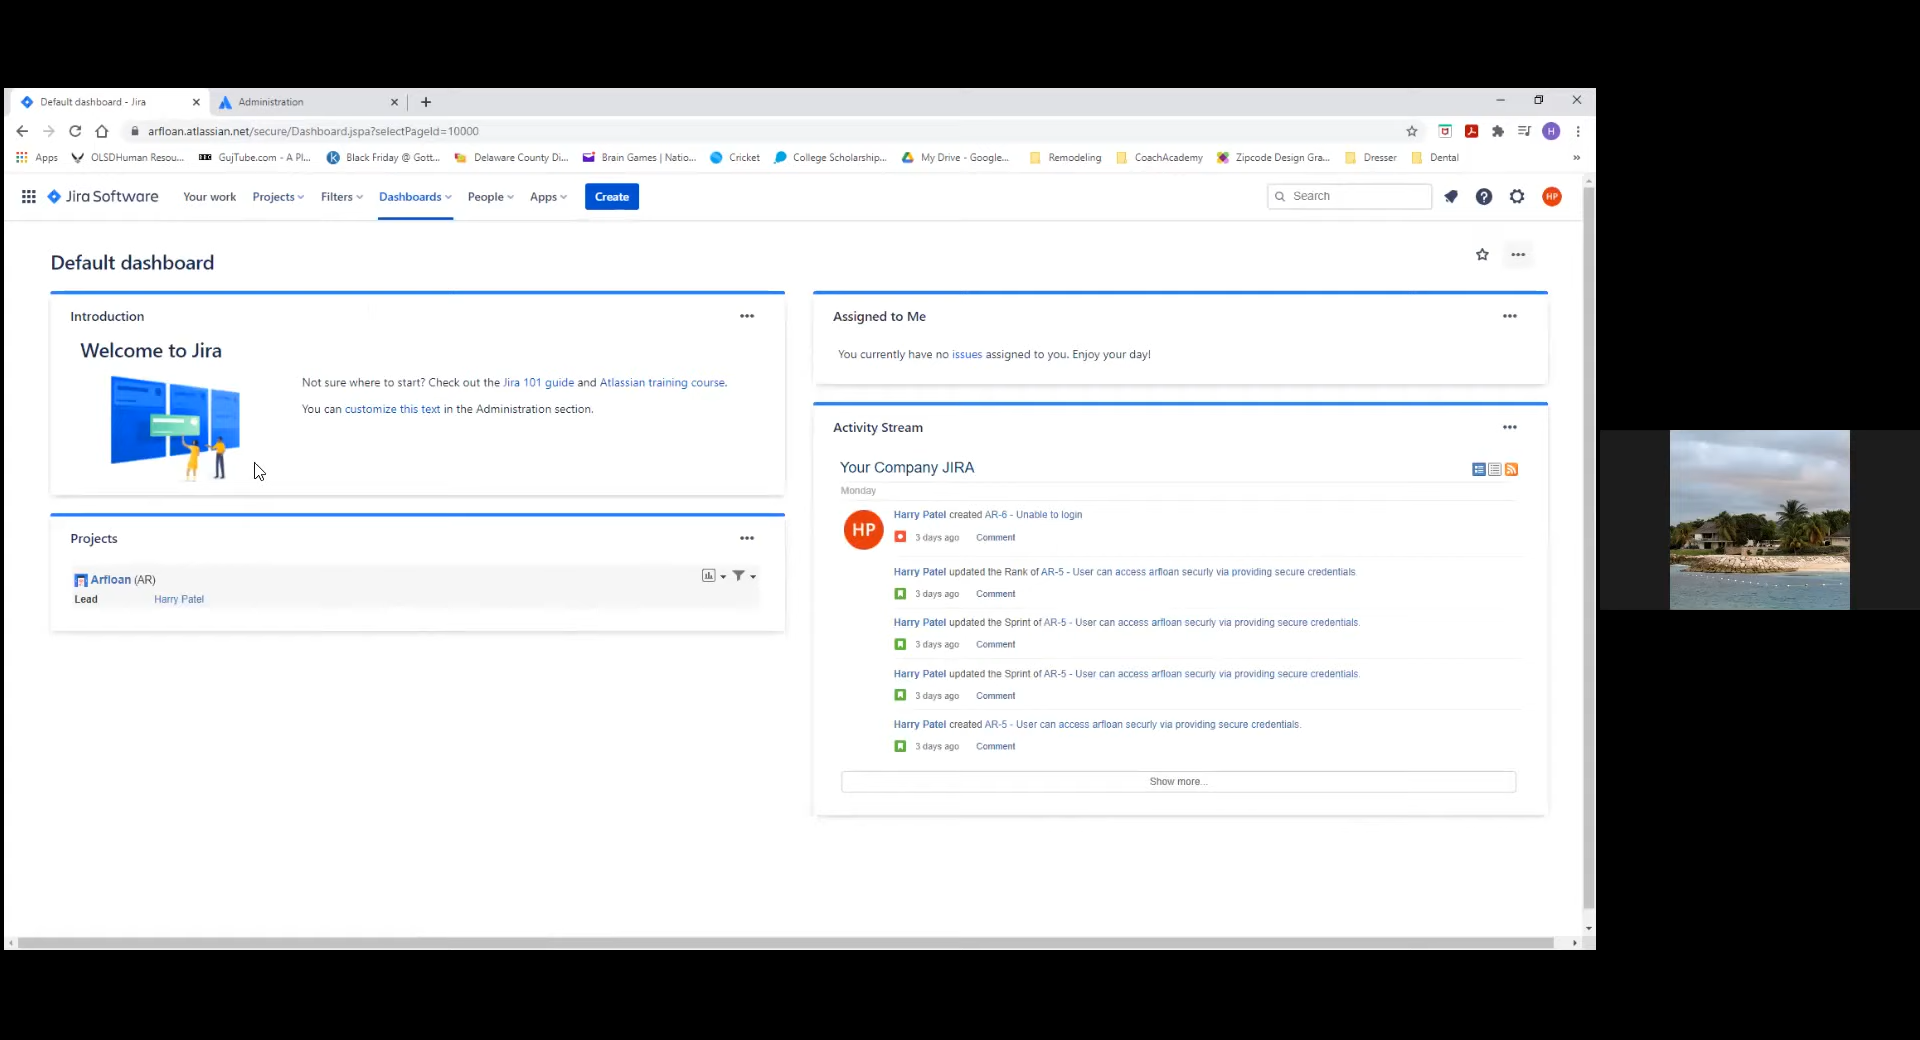 Default dashboard - Jira
Administration
arfloan.atlassian.net/secure/Dashboard.jspa?selectPageId=10000
H
Apps OLSDHuman Resou... GujTube.com - A Pl... Black Friday @ Gott... Delaware County Di... Brain Games | Natio... Cricket College Scholarship... My Drive - Google... Remodeling CoachAcademy Zipcode Design Gra... Dresser Dental »
Jira Software Your work Projects Filters Dashboards People Apps Create Search HP
Default dashboard
Introduction
Welcome to Jira
Not sure where to start? Check out the Jira 101 guide and Atlassian training course.
You can customize this text in the Administration section.
Projects
Arfloan (AR)
Lead Harry Patel
Assigned to Me
You currently have no issues assigned to you. Enjoy your day!
Activity Stream
Your Company JIRA
Monday
HP
Harry Patel created AR-6 - Unable to login
3 days ago Comment
Harry Patel updated the Rank of AR-5 - User can access arfloan securly via providing secure credentials.
3 days ago Comment
Harry Patel updated the Sprint of AR-5 - User can access arfloan securly via providing secure credentials.
3 days ago Comment
Harry Patel updated the Sprint of AR-5 - User can access arfloan securly via providing secure credentials.
3 days ago Comment
Harry Patel created AR-5 - User can access arfloan securly via providing secure credentials.
3 days ago Comment
Show more...